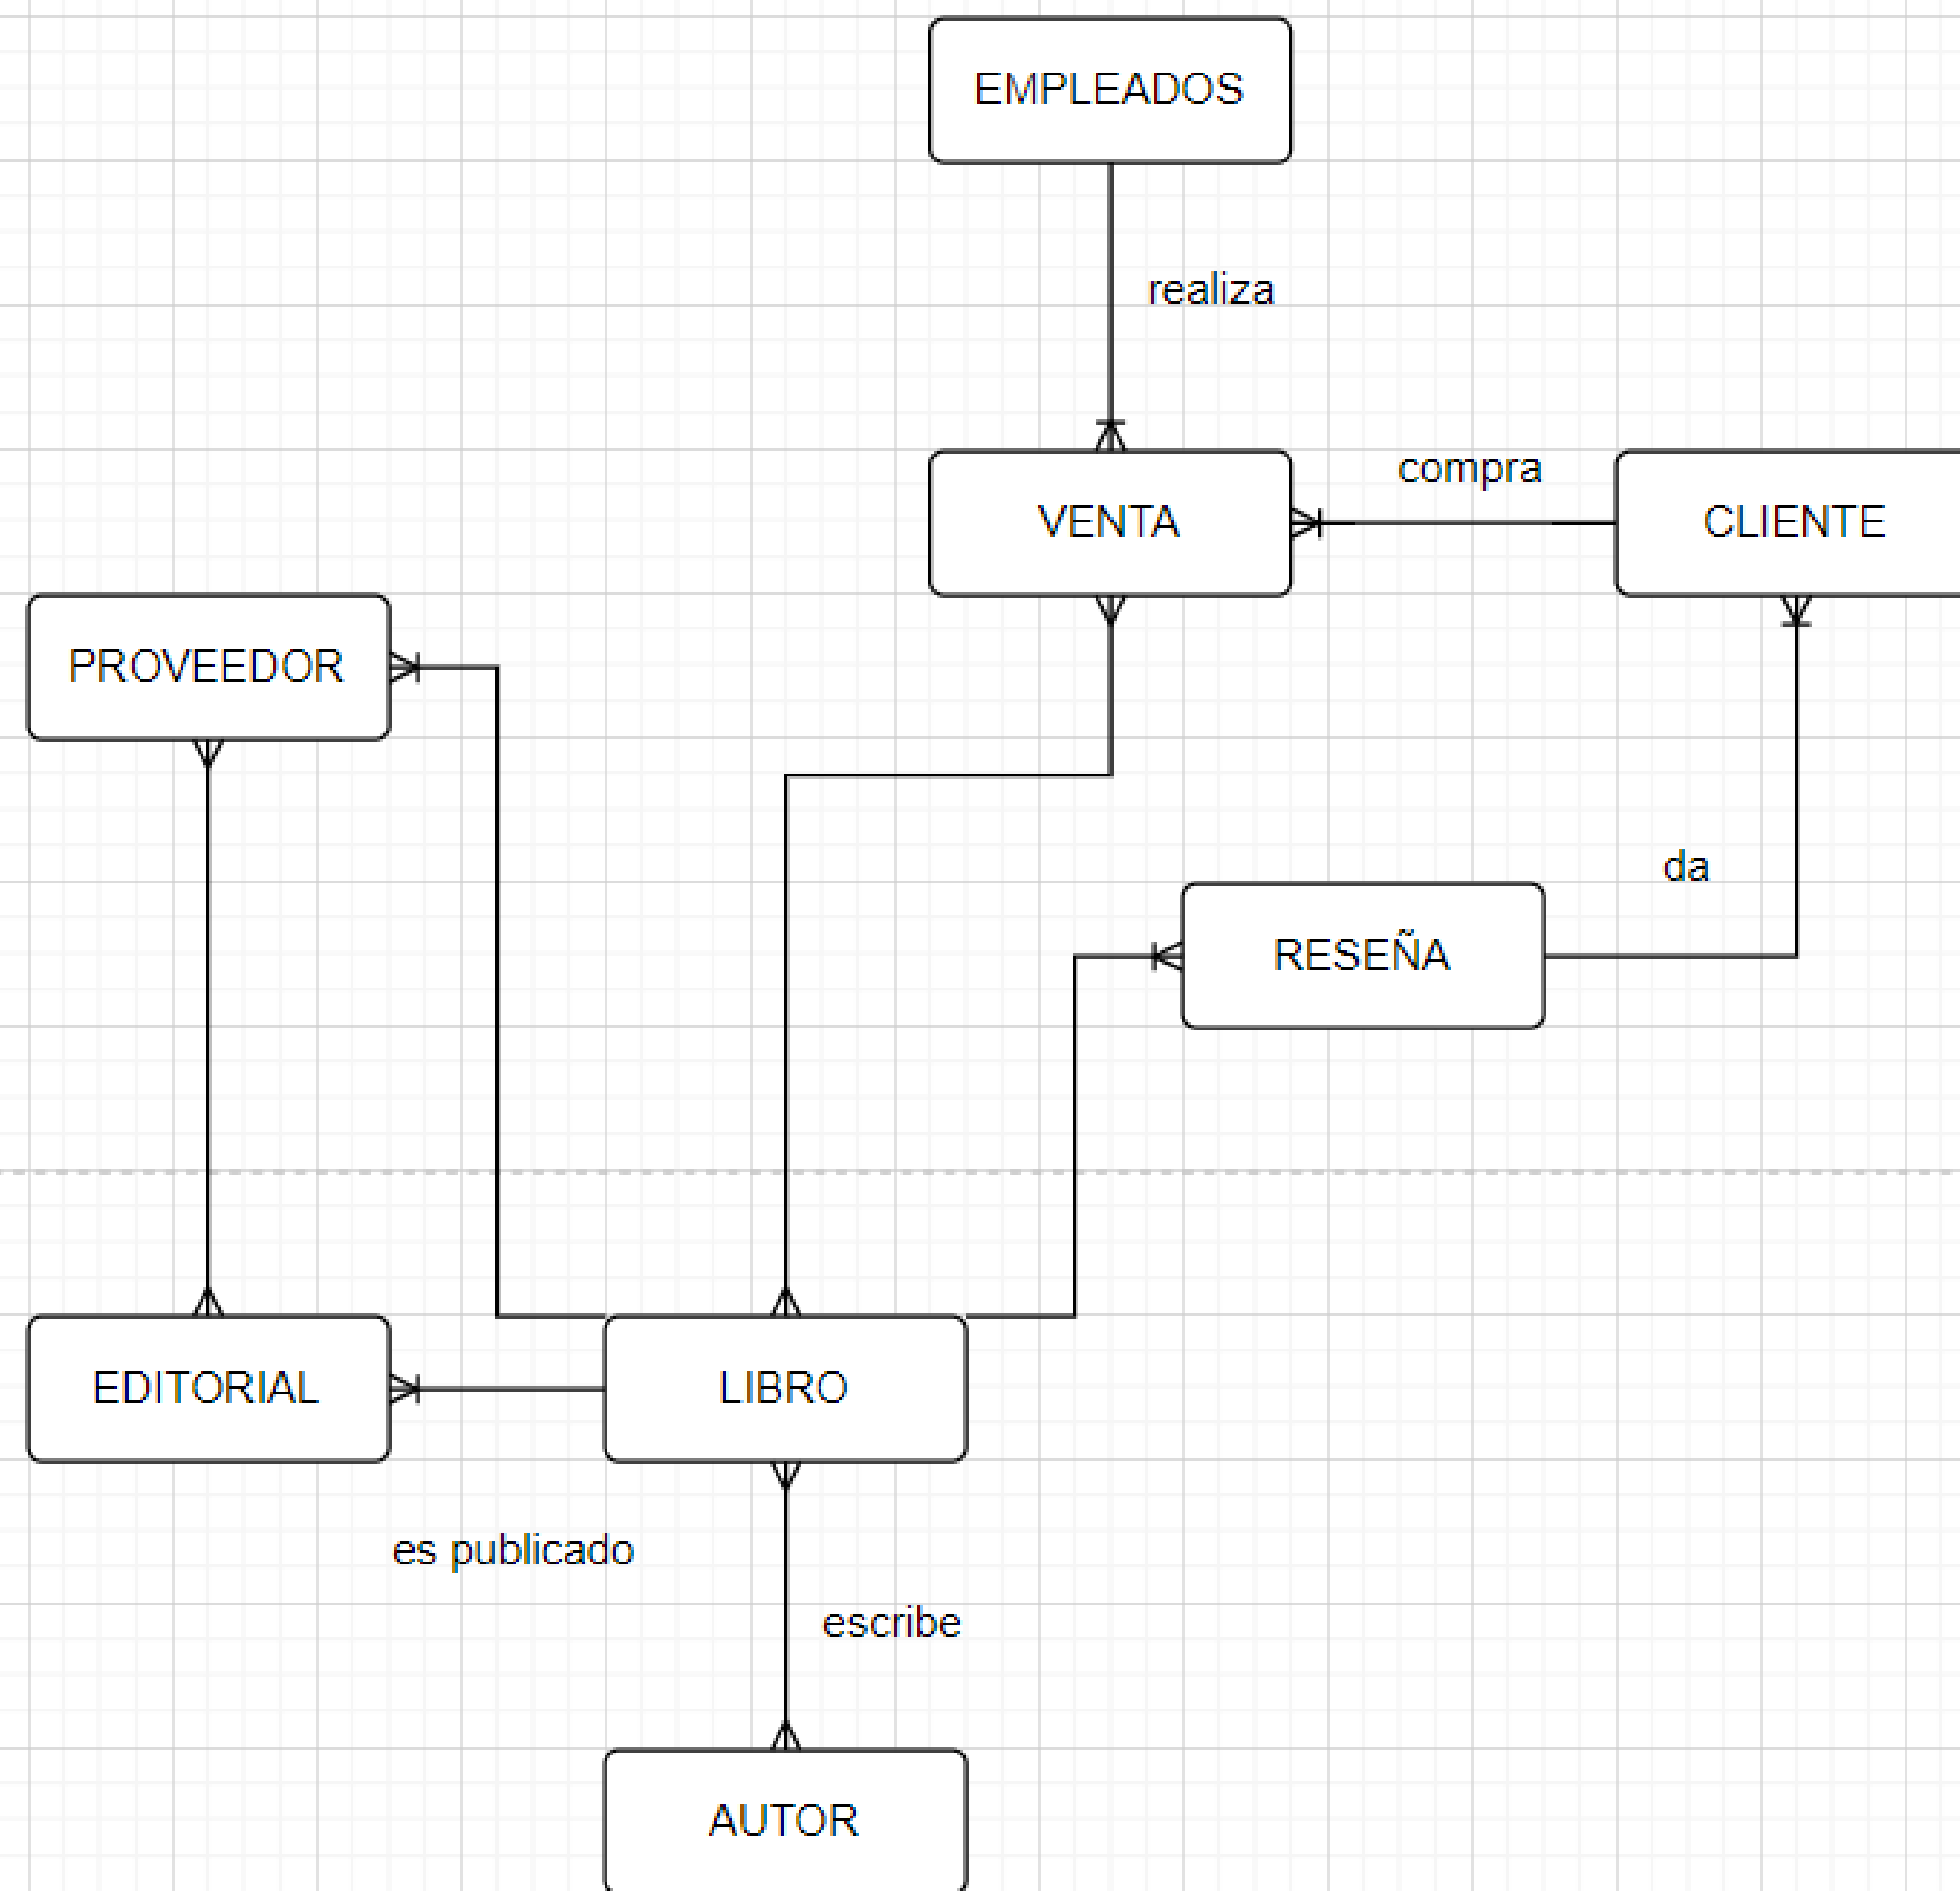 EMPLEADOS
realiza
compra
VENTA
CLIENTE
PROVEEDOR
da
RESEÑA
EDITORIAL
LIBRO
es publicado
escribe
AUTOR